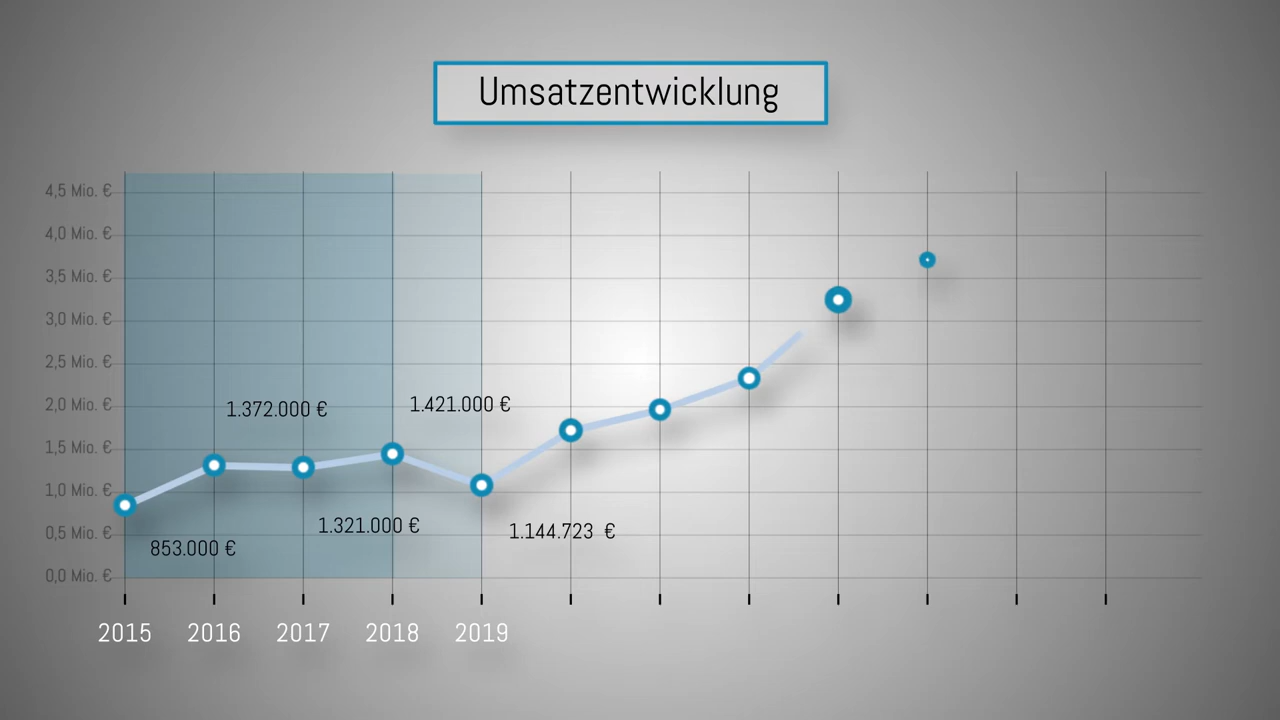 Umsatzentwicklung
4,5 Mio. €
4,0 Mio. €
3,5 Mio. €
3,0 Mio. €
2,5 Mio. €
2,0 Mio. €
1,5 Mio. €
1,0 Mio. €
0,5 Mio. €
0,0 Mio. €
1.372.000 €
1.421.000 €
853.000 €
1.321.000 €
1.144.723 €
2015 2016 2017 2018 2019